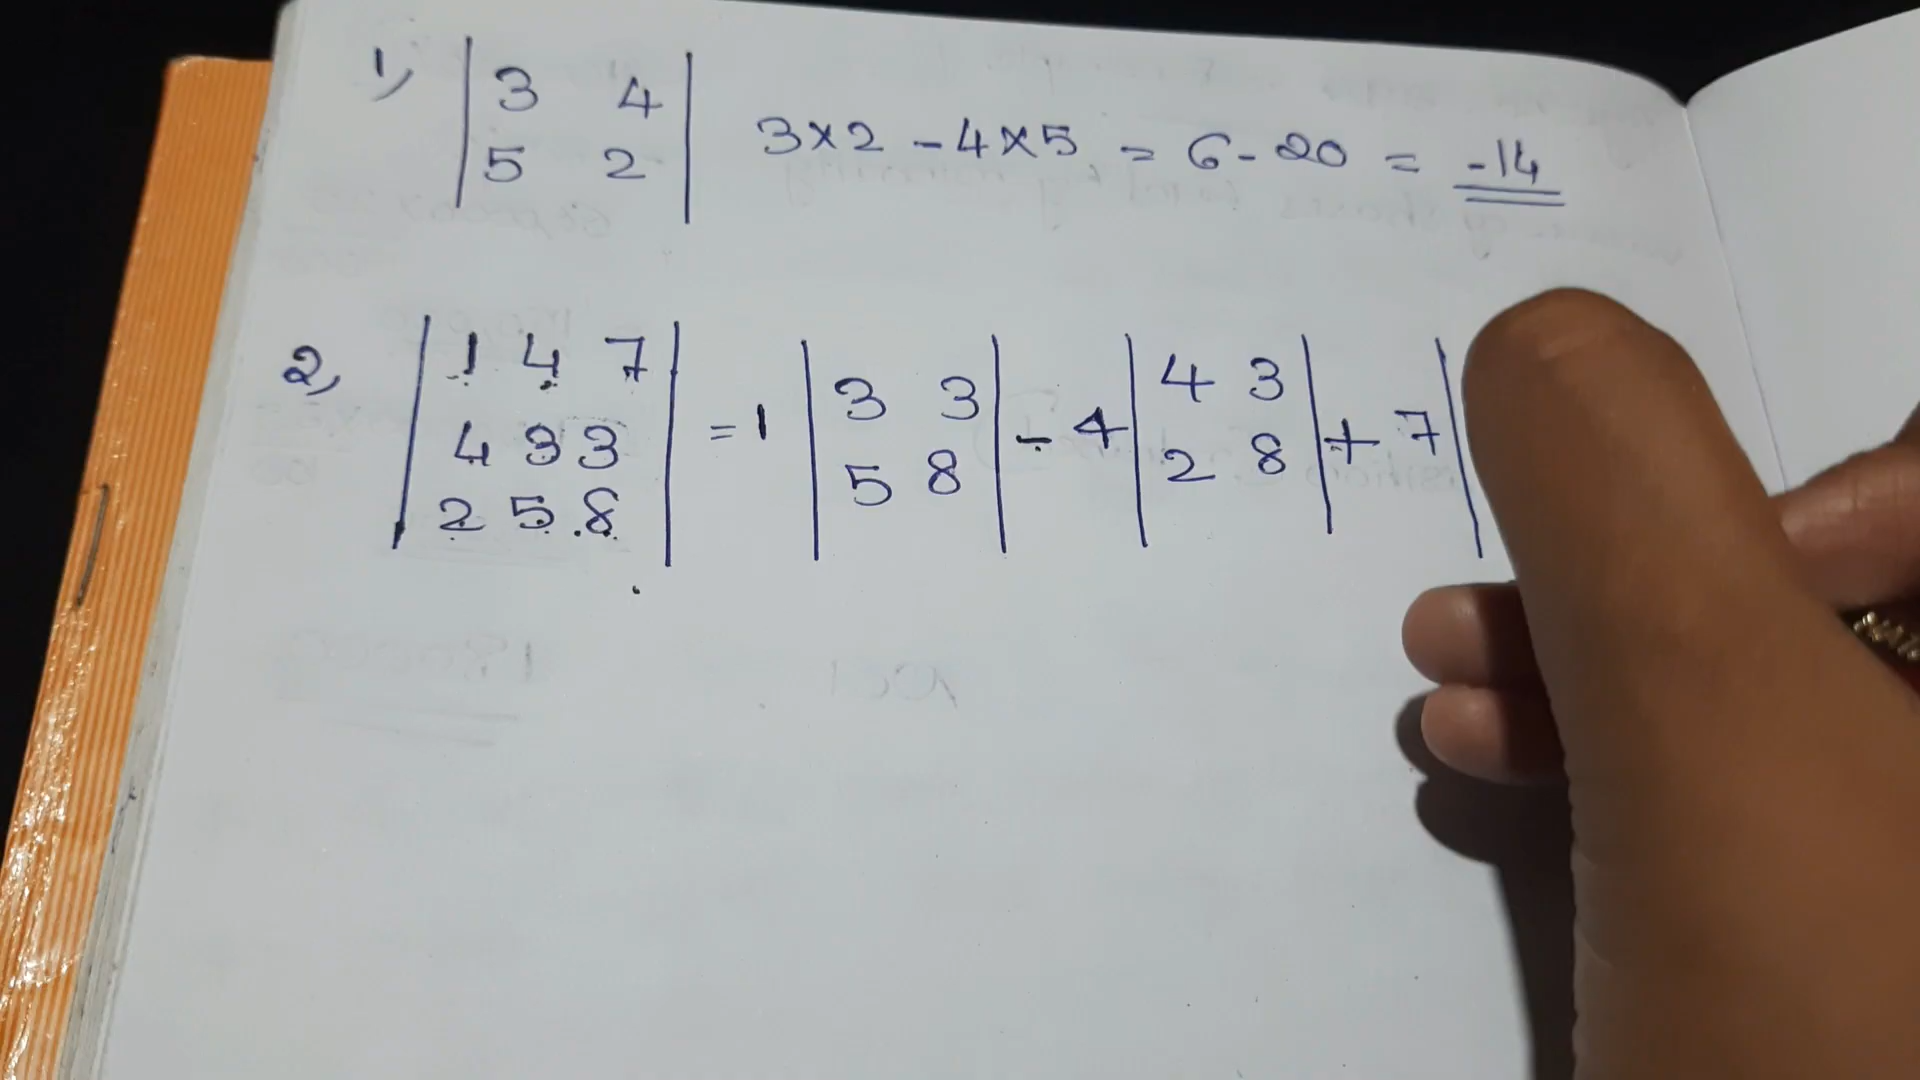 1) | 3 4 | 3×2 - 4×5 = 6 - 20 = -14
| 5 2 |
2) | 1 4 7 | = 1 | 3 3 | - 4 | 4 3 | + 7 |
| 4 3 3 | | 5 8 | | 2 8 |
| 2 5 8 |